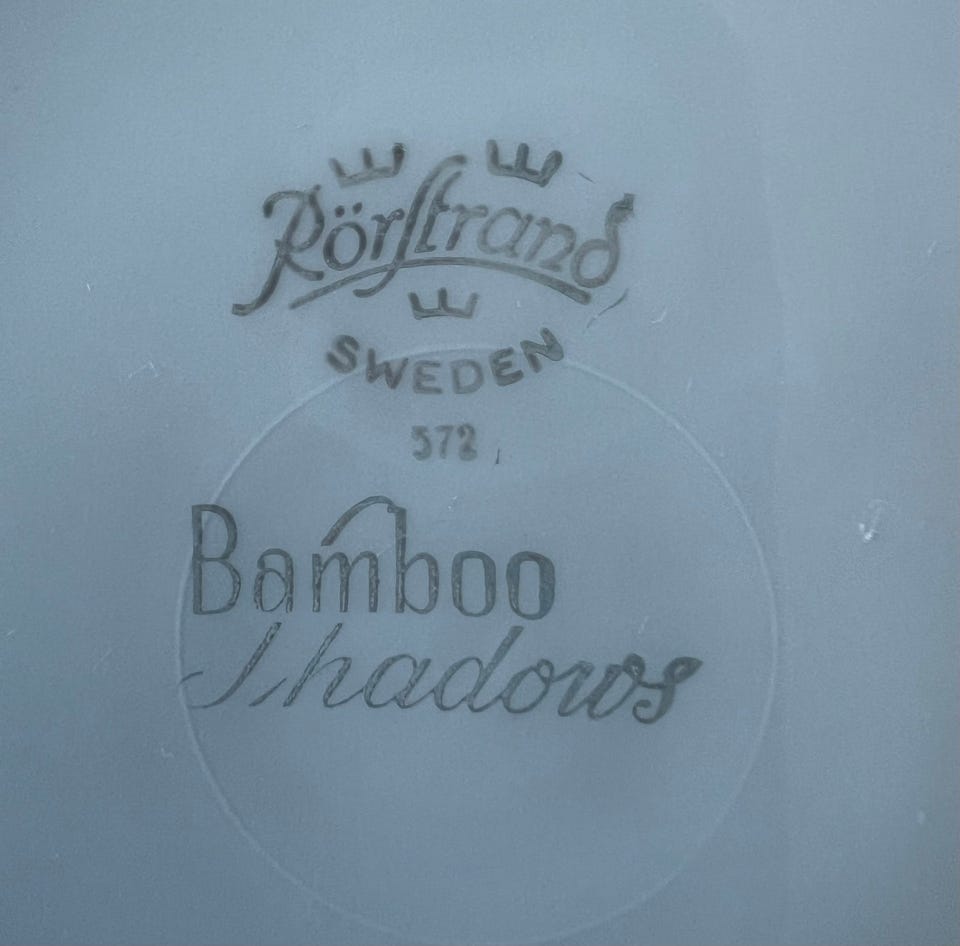 Rörstrand
SWEDEN
572
Bamboo
Shadows